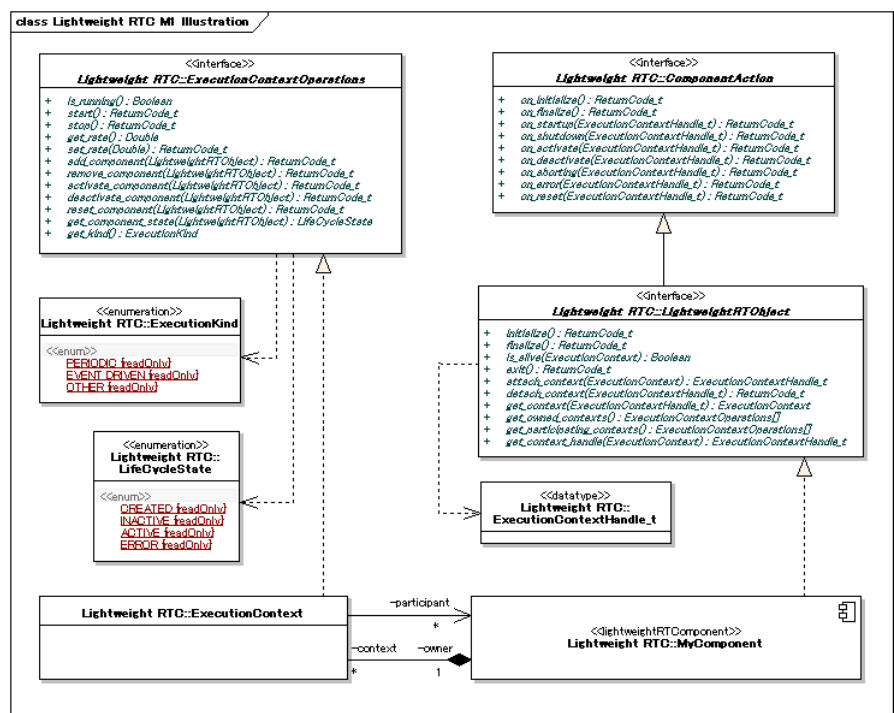 class Lightweight RTC M1 Illustration
<<interface>>
Lightweight RTC::ExecutionContextOperations
+ is_running() : Boolean
+ start() : ReturnCode_t
+ stop() : ReturnCode_t
+ get_rate() : Double
+ set_rate(Double) : ReturnCode_t
+ add_component(LightweightRTObject) : ReturnCode_t
+ remove_component(LightweightRTObject) : ReturnCode_t
+ activate_component(LightweightRTObject) : ReturnCode_t
+ deactivate_component(LightweightRTObject) : ReturnCode_t
+ reset_component(LightweightRTObject) : ReturnCode_t
+ get_component_state(LightweightRTObject) : LifeCycleState
+ get_kind() : ExecutionKind
<<interface>>
Lightweight RTC::ComponentAction
+ on_initialize() : ReturnCode_t
+ on_finalize() : ReturnCode_t
+ on_startup(ExecutionContextHandle_t) : ReturnCode_t
+ on_shutdown(ExecutionContextHandle_t) : ReturnCode_t
+ on_activate(ExecutionContextHandle_t) : ReturnCode_t
+ on_deactivate(ExecutionContextHandle_t) : ReturnCode_t
+ on_aborting(ExecutionContextHandle_t) : ReturnCode_t
+ on_error(ExecutionContextHandle_t) : ReturnCode_t
+ on_reset(ExecutionContextHandle_t) : ReturnCode_t
<<enumeration>>
Lightweight RTC::ExecutionKind
<<enum>>
PERIODIC {readOnly}
EVENT_DRIVEN {readOnly}
OTHER {readOnly}
<<interface>>
Lightweight RTC::LightweightRTObject
+ initialize() : ReturnCode_t
+ finalize() : ReturnCode_t
+ is_alive(ExecutionContext) : Boolean
+ exit() : ReturnCode_t
+ attach_context(ExecutionContext) : ExecutionContextHandle_t
+ detach_context(ExecutionContextHandle_t) : ReturnCode_t
+ get_context(ExecutionContextHandle_t) : ExecutionContext
+ get_owned_contexts() : ExecutionContextOperations[]
+ get_participating_contexts() : ExecutionContextOperations[]
+ get_context_handle(ExecutionContext) : ExecutionContextHandle_t
<<enumeration>>
Lightweight RTC::
LifeCycleState
<<enum>>
CREATED {readOnly}
INACTIVE {readOnly}
ACTIVE {readOnly}
ERROR {readOnly}
<<datatype>>
Lightweight RTC::
ExecutionContextHandle_t
Lightweight RTC::ExecutionContext
-participant
*
-context
-owner
*
1
<<lightweightRTComponent>>
Lightweight RTC::MyComponent